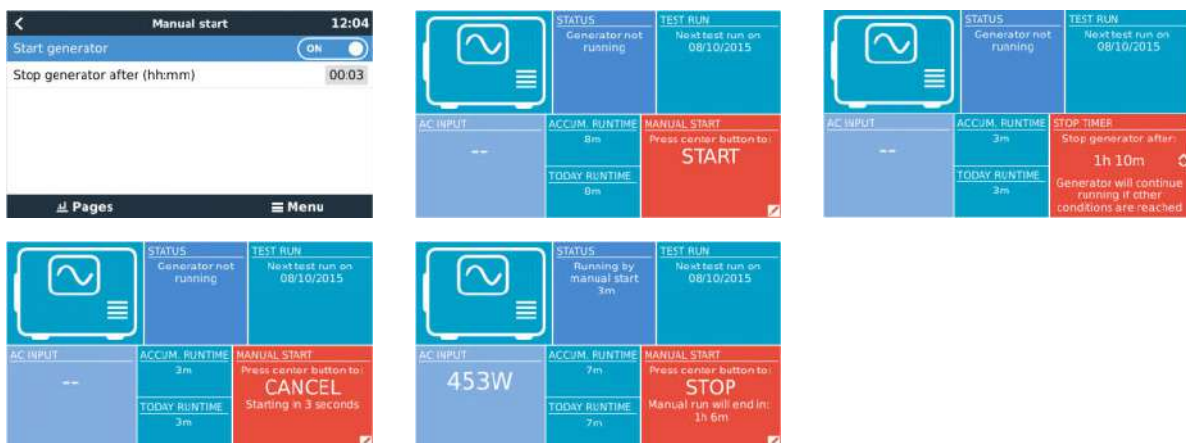 Manual start 12:04
Start generator ON
Stop generator after (hh:mm) 00:03
Pages Menu
STATUS
Generator not
running
TEST RUN
Next test run on
08/10/2015
AC INPUT
--
ACCUM. RUNTIME
8m
TODAY RUNTIME
8m
MANUAL START
Press center button to:
START
STATUS
Generator not
running
TEST RUN
Next test run on
08/10/2015
AC INPUT
--
ACCUM. RUNTIME
3m
TODAY RUNTIME
3m
STOP TIMER
Stop generator after:
1h 10m
Generator will continue
running if other
conditions are reached
STATUS
Generator not
running
TEST RUN
Next test run on
08/10/2015
AC INPUT
--
ACCUM. RUNTIME
3m
TODAY RUNTIME
3m
MANUAL START
Press center button to:
CANCEL
Starting in 3 seconds
STATUS
Running by
manual start
3m
TEST RUN
Next test run on
08/10/2015
AC INPUT
453W
ACCUM. RUNTIME
7m
TODAY RUNTIME
7m
MANUAL START
Press center button to:
STOP
Manual run will end in:
1h 6m